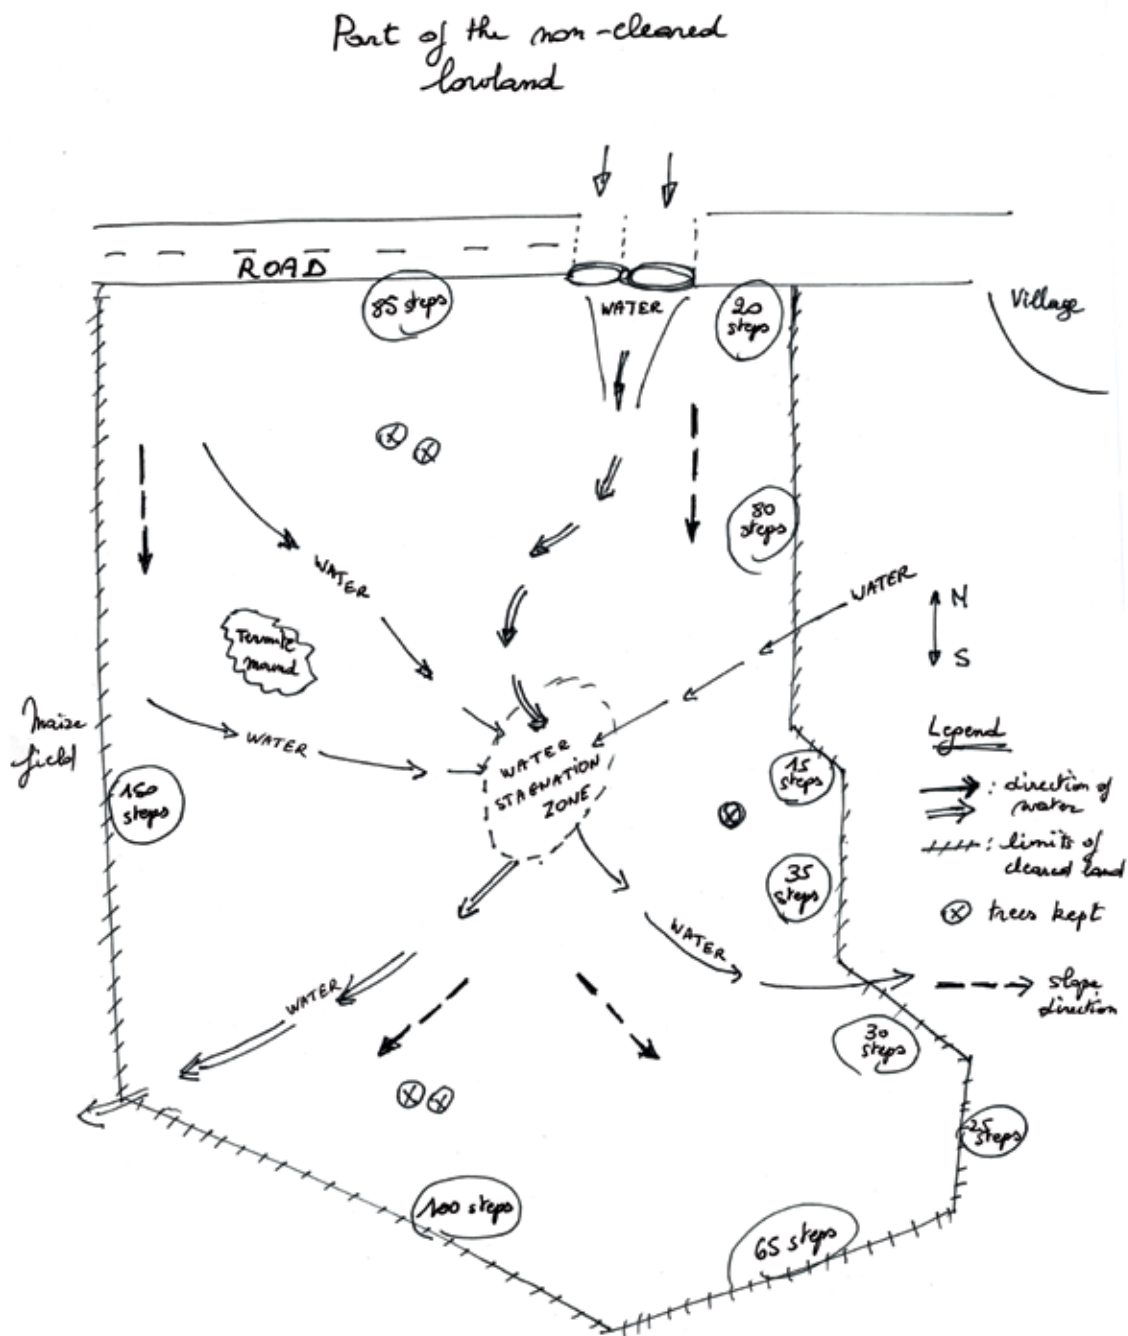 Part of the non-cleared
lowland
ROAD
85 steps
WATER
20
steps
Village
80
steps
WATER
WATER
N
S
Termite
mound
Maize
field
WATER
WATER
STAGNATION
ZONE
Legend
15
steps
: direction of
water
150
steps
: limits of
cleared land
35
steps
trees kept
WATER
slope
direction
WATER
30
steps
25
steps
100 steps
65 steps